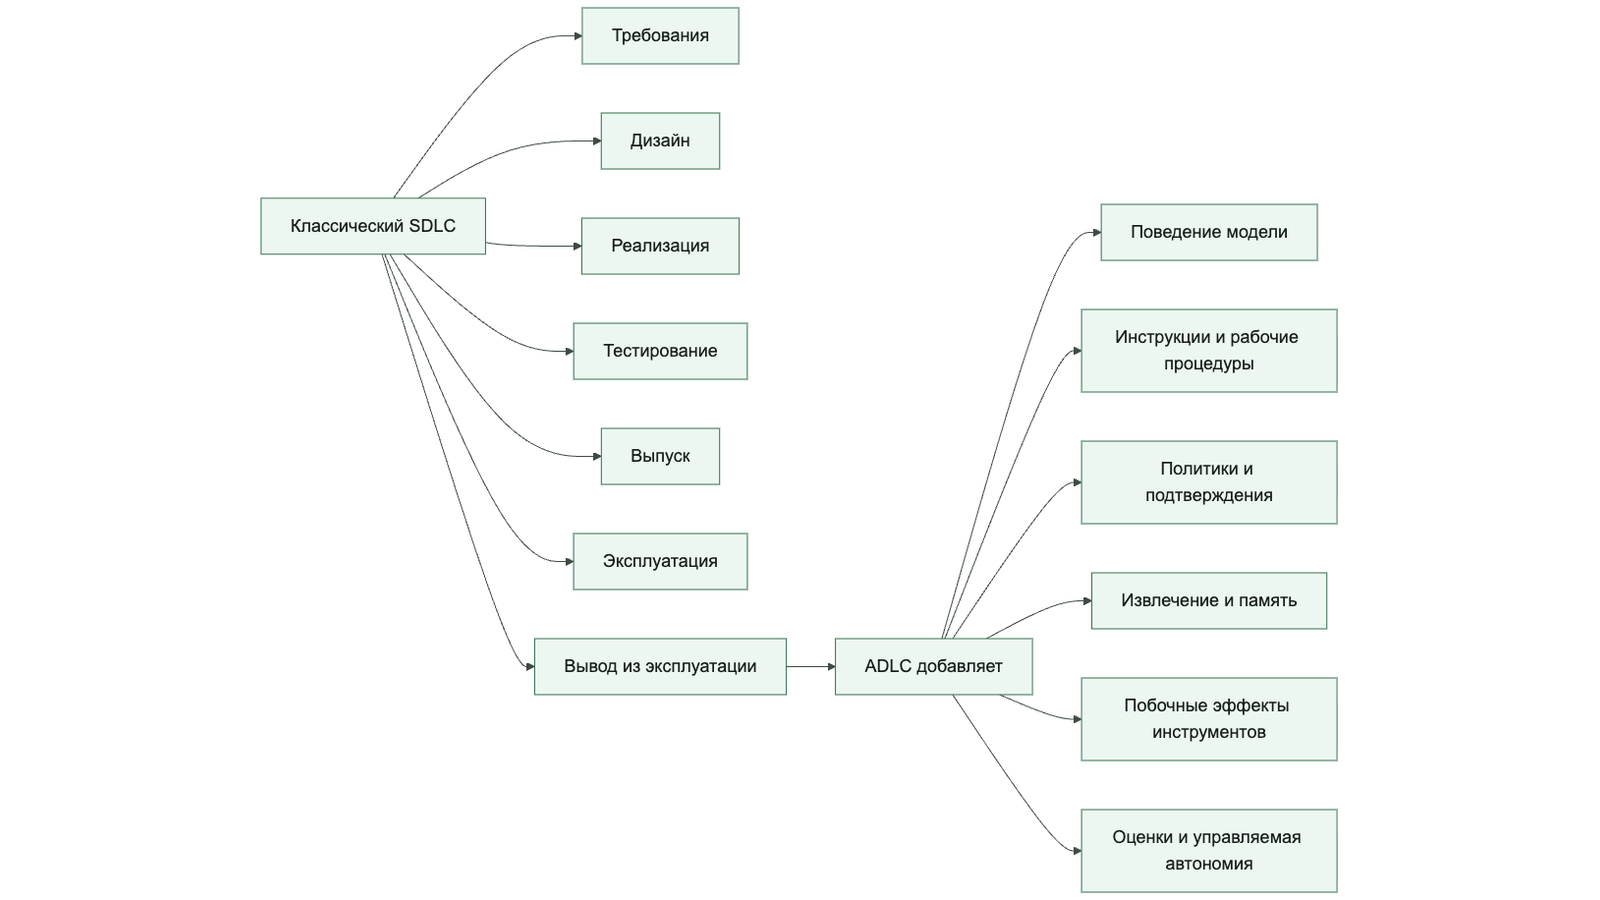 Классический SDLC
Требования
Дизайн
Реализация
Тестирование
Выпуск
Эксплуатация
Вывод из эксплуатации
ADLC добавляет
Поведение модели
Инструкции и рабочие
процедуры
Политики и
подтверждения
Извлечение и память
Побочные эффекты
инструментов
Оценки и управляемая
автономия